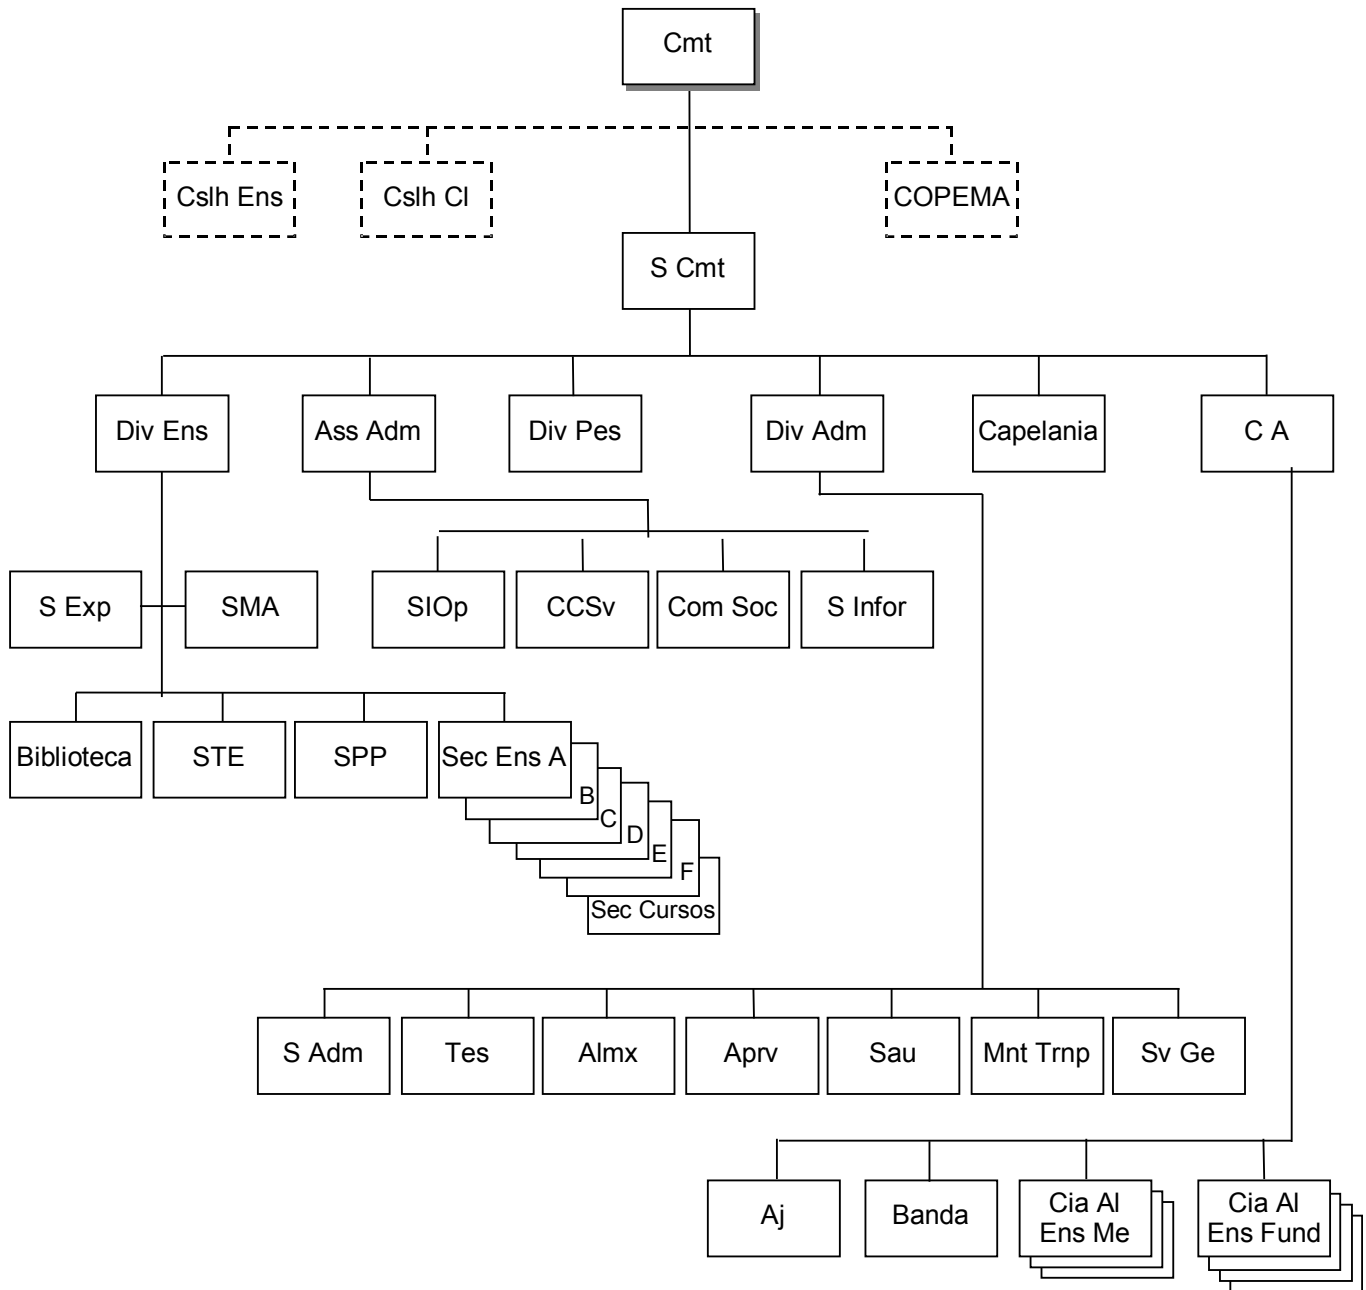 Cmt
Cslh Ens
Cslh Cl
COPEMA
S Cmt
Div Ens
Ass Adm
Div Pes
Div Adm
Capelania
C A
S Exp
SMA
SIOp
CCSv
Com Soc
S Infor
Biblioteca
STE
SPP
Sec Ens A
B
C
D
E
F
Sec Cursos
S Adm
Tes
Almx
Aprv
Sau
Mnt Trnp
Sv Ge
Aj
Banda
Cia Al
Ens Me
Cia Al
Ens Fund